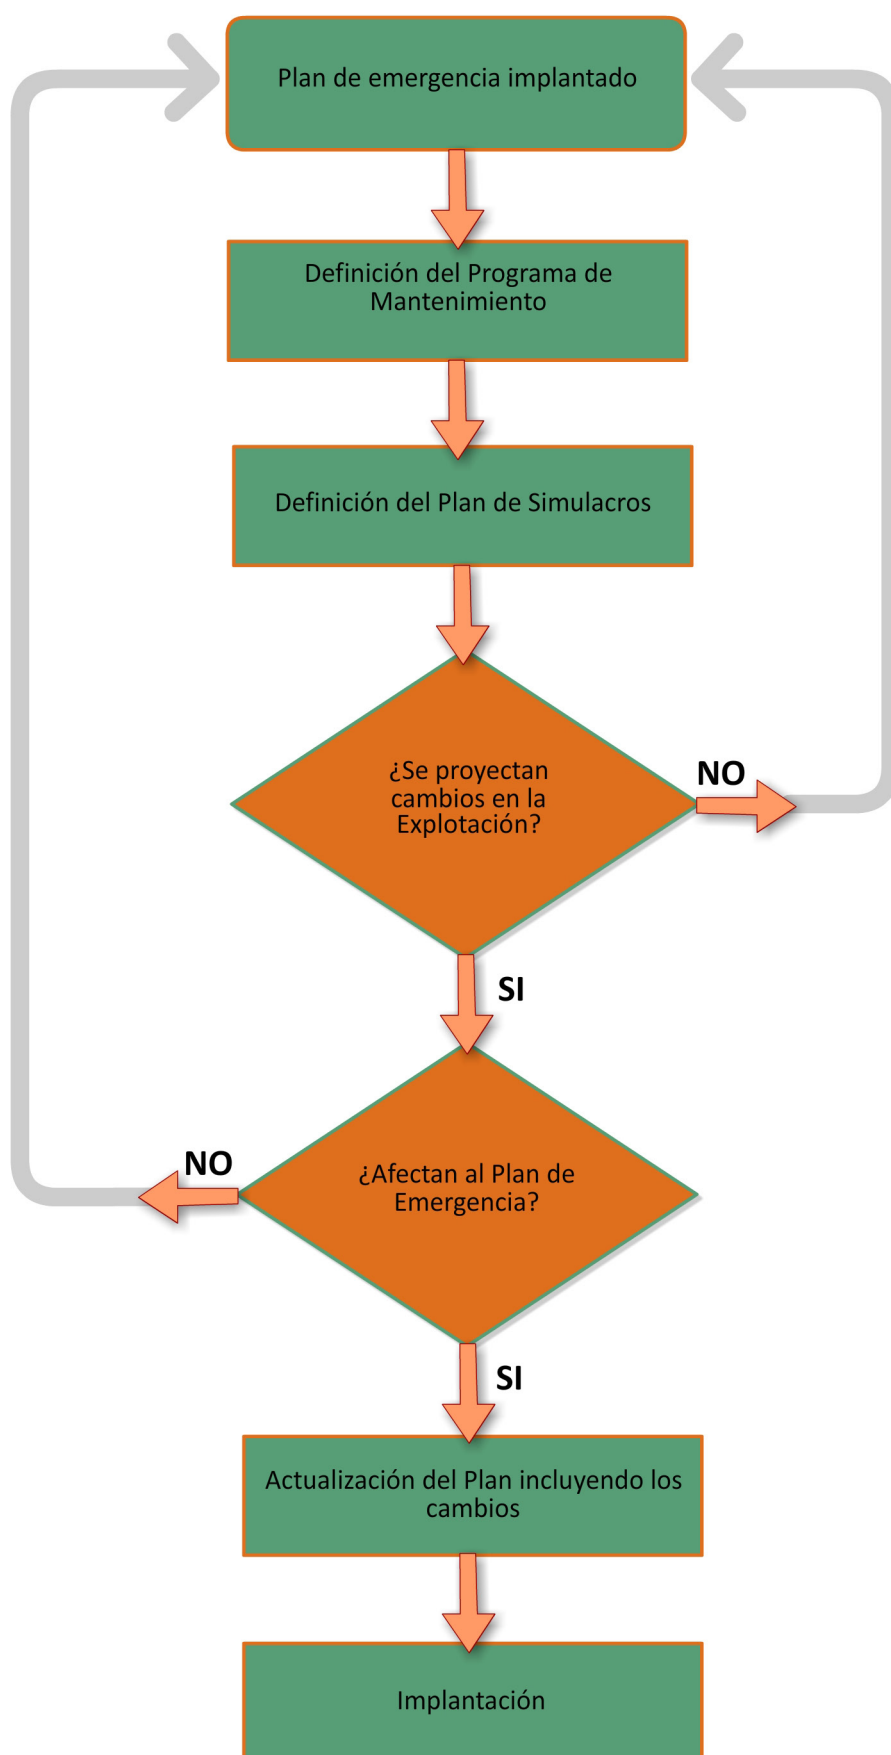 Plan de emergencia implantado
Definición del Programa de
Mantenimiento
Definición del Plan de Simulacros
¿Se proyectan
cambios en la
Explotación?
NO
SI
¿Afectan al Plan de
Emergencia?
NO
SI
Actualización del Plan incluyendo los
cambios
Implantación